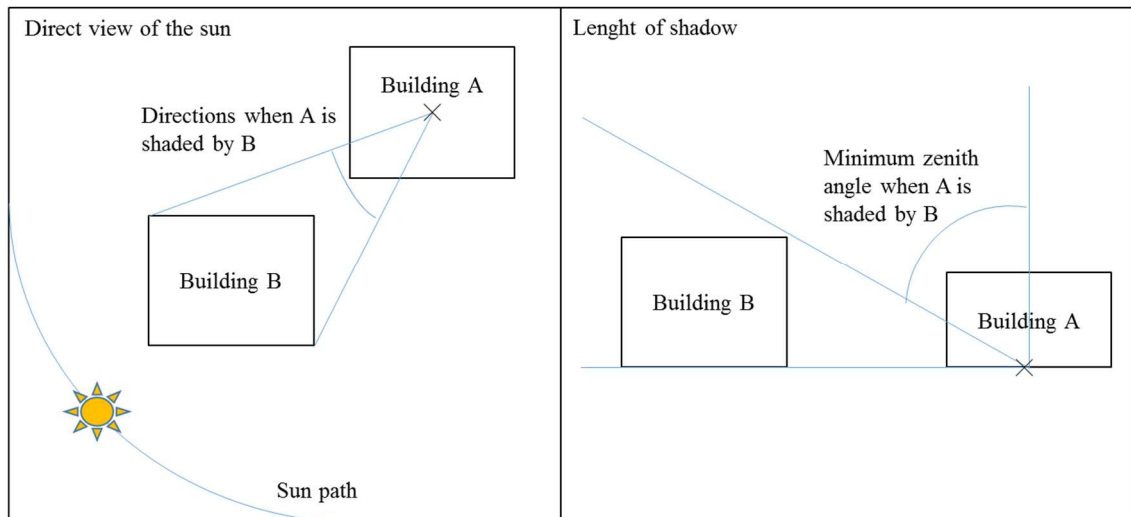 Direct view of the sun
Building A
Directions when A is
shaded by B
Building B
Sun path
Lenght of shadow
Minimum zenith
angle when A is
shaded by B
Building B
Building A